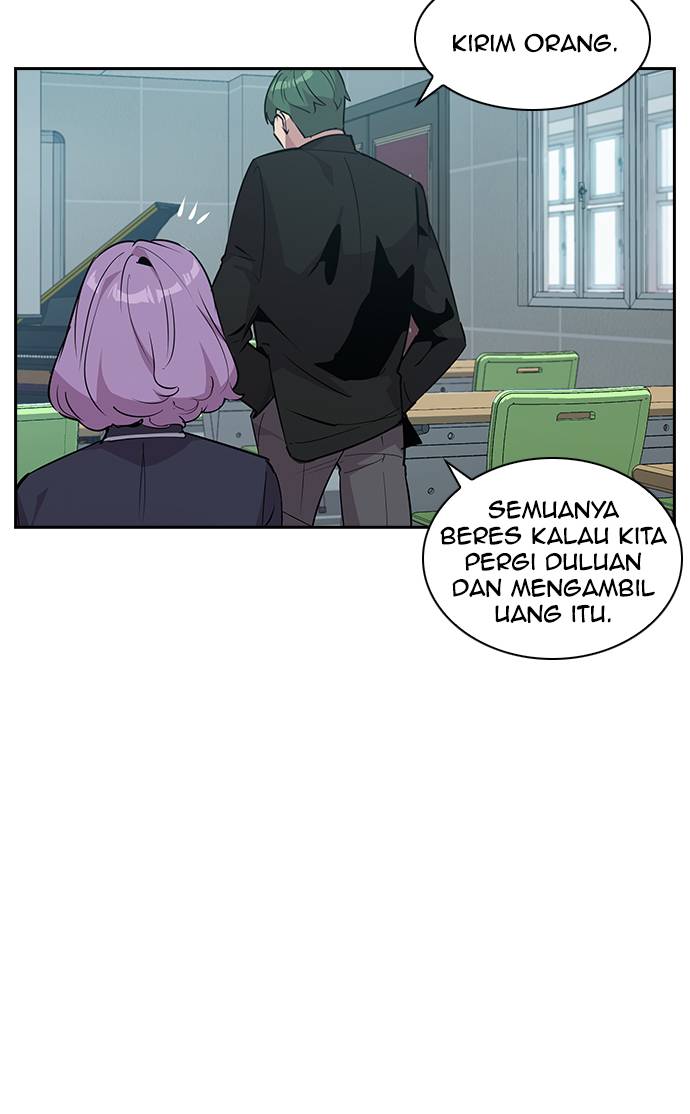 KIRIM ORANG.
SEMUANYA
BERES KALAU KITA
PERGI DULUAN
DAN MENGAMBIL
UANG ITU.